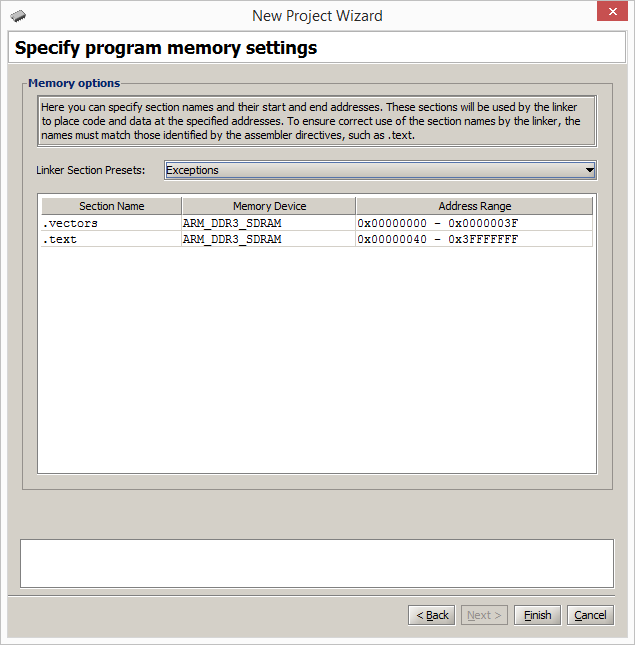 New Project Wizard
Specify program memory settings
Memory options
Here you can specify section names and their start and end addresses. These sections will be used by the linker
to place code and data at the specified addresses. To ensure correct use of the section names by the linker, the
names must match those identified by the assembler directives, such as .text.
Linker Section Presets: Exceptions
Section Name Memory Device Address Range
.vectors ARM_DDR3_SDRAM 0x00000000 - 0x0000003F
.text ARM_DDR3_SDRAM 0x00000040 - 0x3FFFFFFF
< Back Next > Finish Cancel